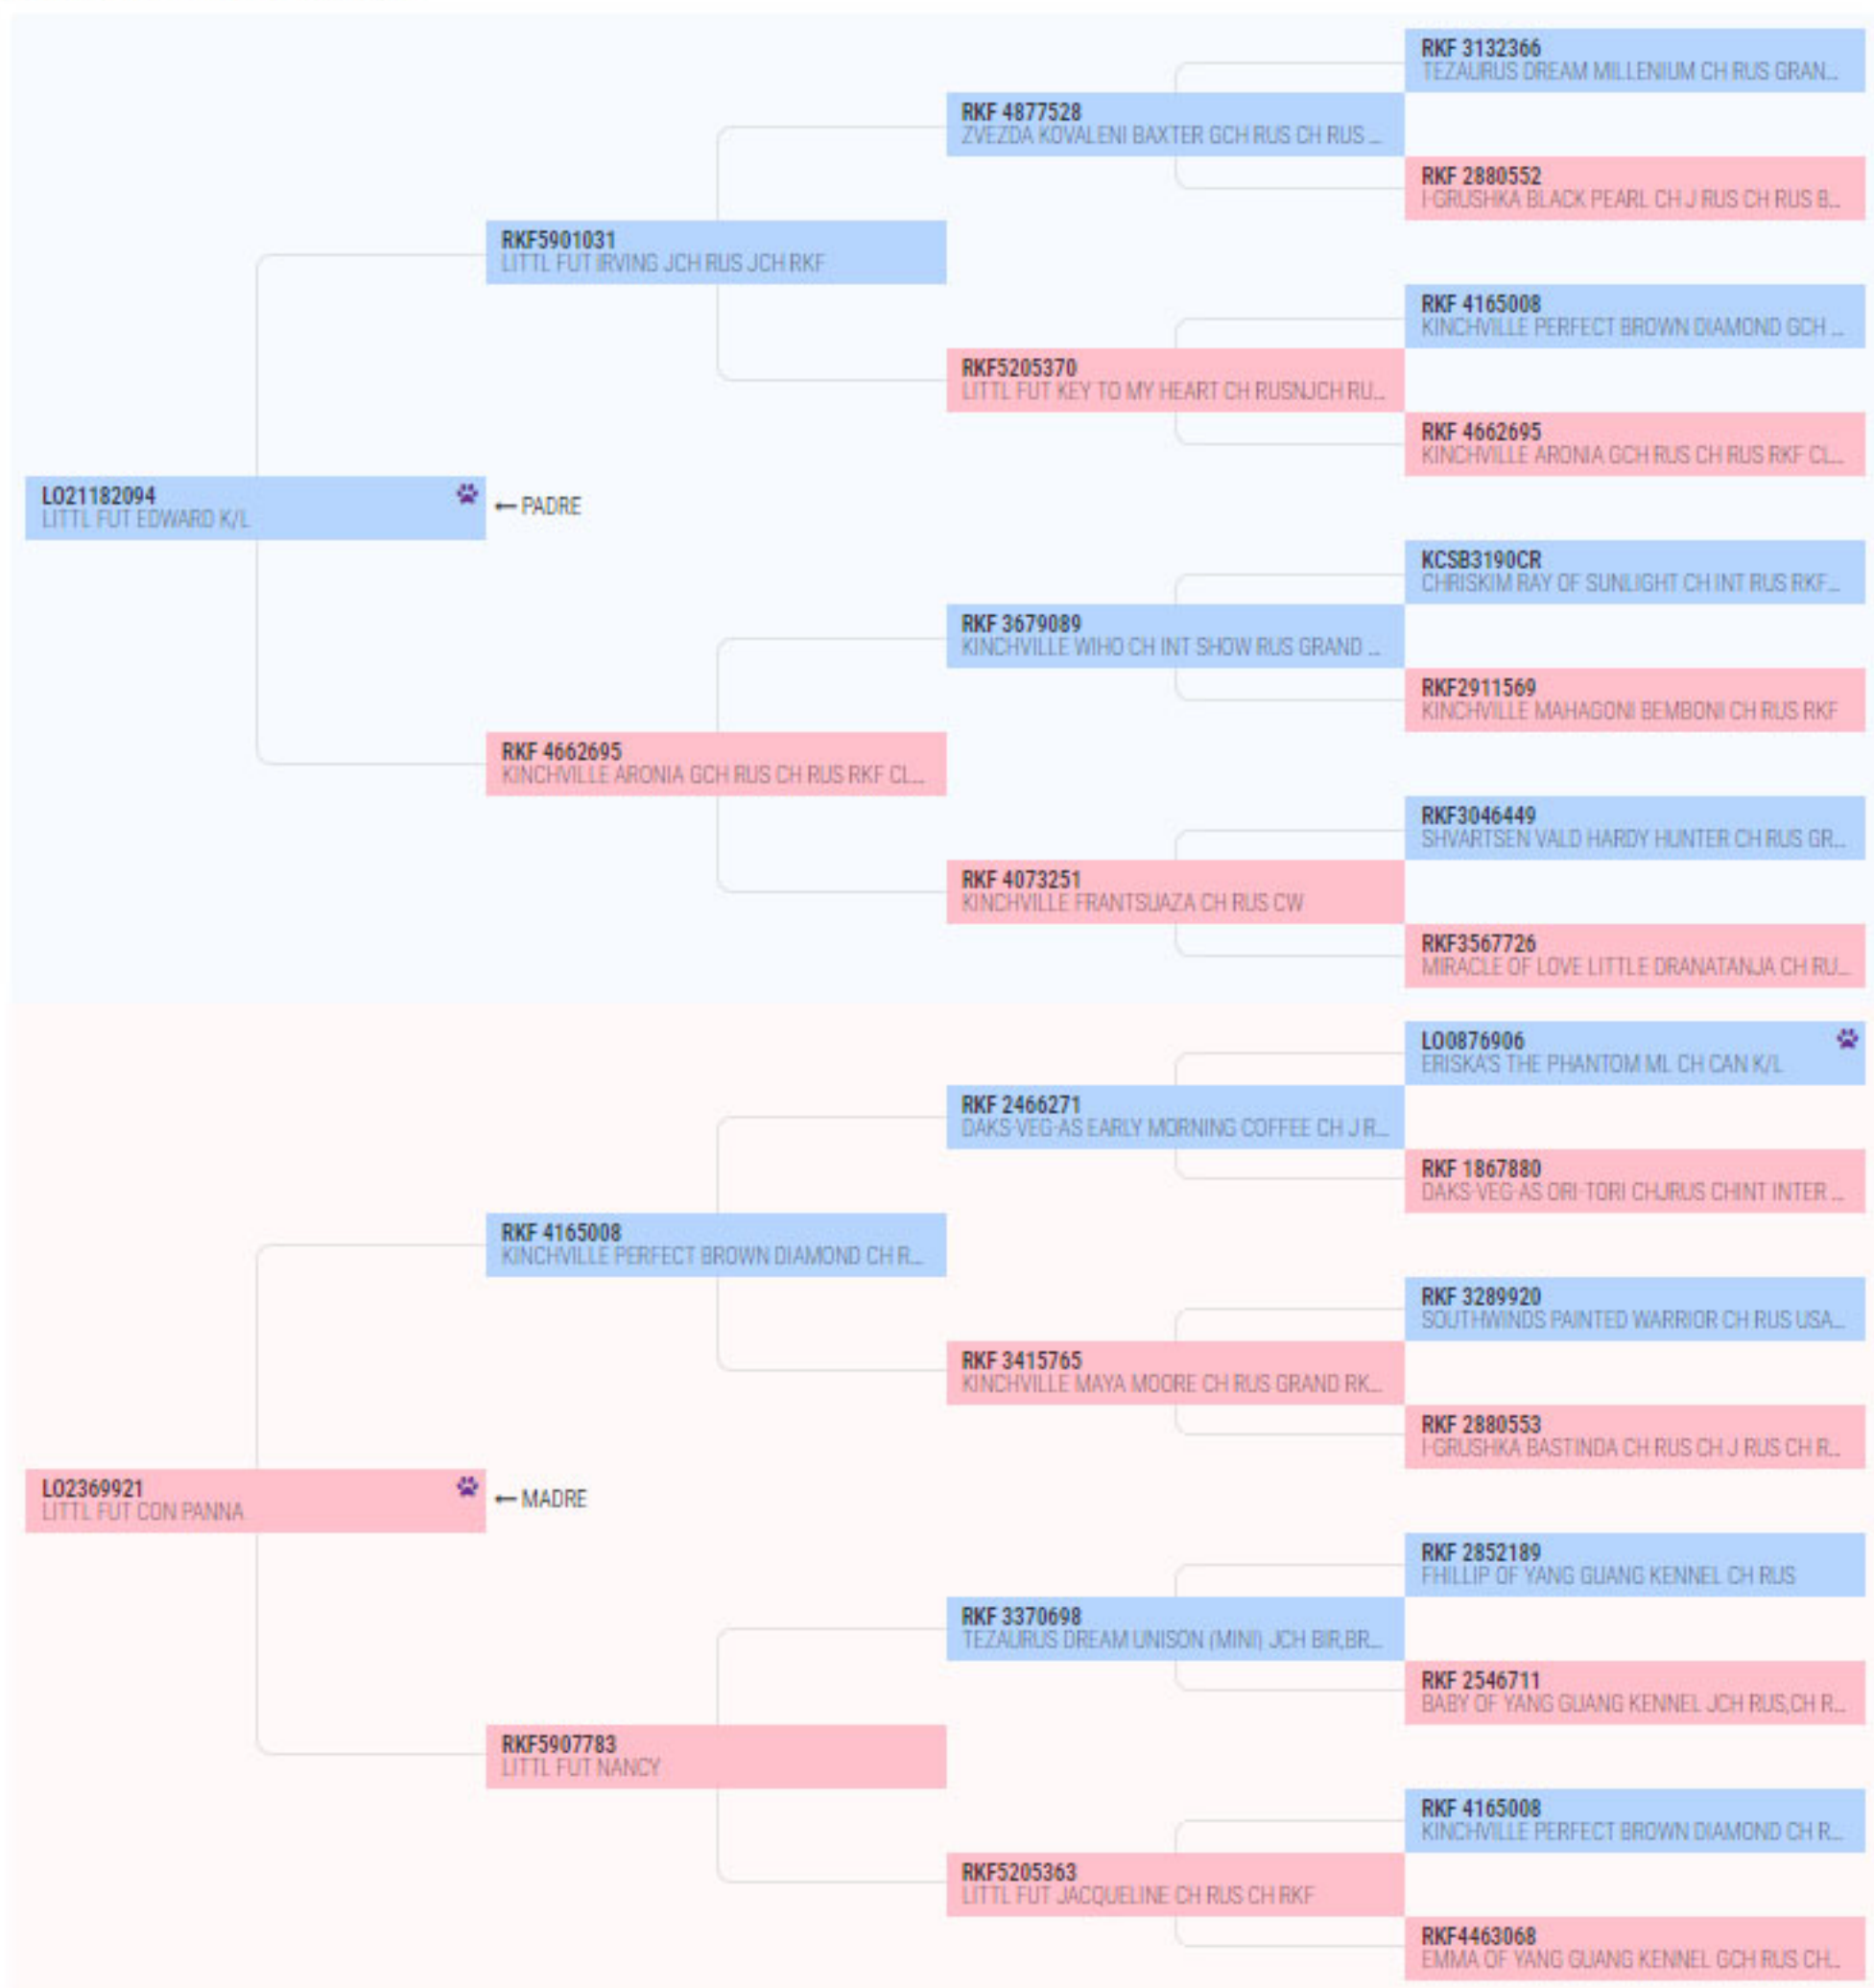 RKF 3132366
TEZAURUS DREAM MILLENIUM CH RUS GRAN...
RKF 4877528
ZVEZDA KOVALENI BAXTER GCH RUS CH RUS ...
RKF 2880552
I-GRUSHKA BLACK PEARL CH J RUS CH RUS B...
RKF5901031
LITTL FUT IRVING JCH RUS JCH RKF
RKF 4165008
KINCHVILLE PERFECT BROWN DIAMOND GCH ...
RKF5205370
LITTL FUT KEY TO MY HEART CH RUSNJCH RU...
RKF 4662695
KINCHVILLE ARONIA GCH RUS CH RUS RKF CL...
LO21182094
LITTL FUT EDWARD K/L
← PADRE
KCSB3190CR
CHRISKIM RAY OF SUNLIGHT CH INT RUS RKF...
RKF 3679089
KINCHVILLE WIHO CH INT SHOW RUS GRAND ...
RKF2911569
KINCHVILLE MAHAGONI BEMBONI CH RUS RKF
RKF 4662695
KINCHVILLE ARONIA GCH RUS CH RUS RKF CL...
RKF3046449
SHVARTSEN VALD HARDY HUNTER CH RUS GR...
RKF 4073251
KINCHVILLE FRANTSUAZA CH RUS CW
RKF3567726
MIRACLE OF LOVE LITTLE DRANATANJA CH RU...
LO0876906
ERISKA'S THE PHANTOM ML CH CAN K/L
RKF 2466271
DAKS-VEG-AS EARLY MORNING COFFEE CH J R...
RKF 1867880
DAKS-VEG-AS ORI-TORI CHJRUS CHINT INTER ...
RKF 4165008
KINCHVILLE PERFECT BROWN DIAMOND CH R...
RKF 3289920
SOUTHWINDS PAINTED WARRIOR CH RUS USA...
RKF 3415765
KINCHVILLE MAYA MOORE CH RUS GRAND RK...
RKF 2880553
I-GRUSHKA BASTINDA CH RUS CH J RUS CH R...
LO2369921
LITTL FUT CON PANNA
← MADRE
RKF 2852189
FHILLIP OF YANG GUANG KENNEL CH RUS
RKF 3370698
TEZAURUS DREAM UNISON (MINI) JCH BIR,BR...
RKF 2546711
BABY OF YANG GUANG KENNEL JCH RUS,CH R...
RKF5907783
LITTL FUT NANCY
RKF 4165008
KINCHVILLE PERFECT BROWN DIAMOND CH R...
RKF5205363
LITTL FUT JACQUELINE CH RUS CH RKF
RKF4463068
EMMA OF YANG GUANG KENNEL GCH RUS CH...